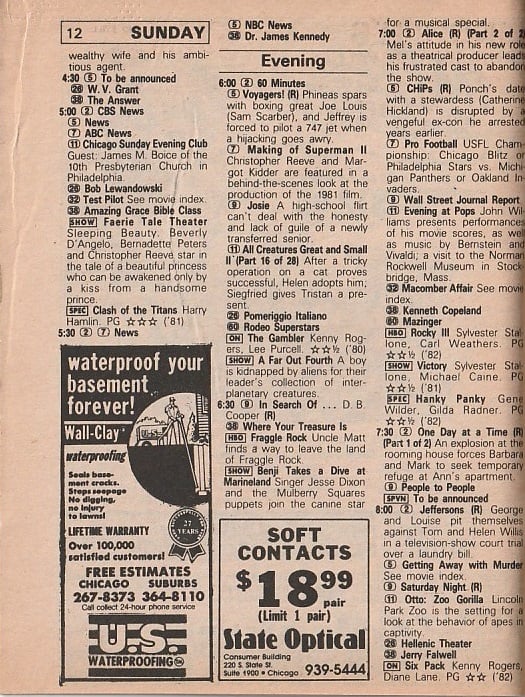 12 SUNDAY
wealthy wife and his ambi-
tious agent.
4:30 ⑤ To be announced
㉖ W. V. Grant
㊳ The Answer
5:00 ② CBS News
⑤ News
⑦ ABC News
⑪ Chicago Sunday Evening Club
Guest: James M. Boice of the
10th Presbyterian Church in
Philadelphia.
㉖ Bob Lewandowski
㉜ Test Pilot See movie index.
㊳ Amazing Grace Bible Class
SHOW Faerie Tale Theater
Sleeping Beauty. Beverly
D'Angelo, Bernadette Peters
and Christopher Reeve star in
the tale of a beautiful princess
who can be awakened only by
a kiss from a handsome
prince.
SPEC Clash of the Titans Harry
Hamlin. PG ☆☆☆ ('81)
5:30 ② ⑦ News
waterproof your
basement
forever!
Wall-Clay
waterproofing
Seals base-
ment cracks.
Stops seepage
No digging,
no injury
to lawns!
27
YEARS
LIFETIME WARRANTY
Over 100,000
satisfied customers!
FREE ESTIMATES
CHICAGO SUBURBS
267-8373 364-8110
Call collect 24-hour phone service
U.S.
WATERPROOFING
⑤ NBC News
㊳ Dr. James Kennedy
Evening
6:00 ② 60 Minutes
⑤ Voyagers! (R) Phineas spars
with boxing great Joe Louis
(Sam Scarber), and Jeffrey is
forced to pilot a 747 jet when
a hijacking goes awry.
⑦ Making of Superman II
Christopher Reeve and Mar-
got Kidder are featured in a
behind-the-scenes look at the
production of the 1981 film.
⑨ Josie A high-school flirt
can't deal with the honesty
and lack of guile of a newly
transferred senior.
⑪ All Creatures Great and Small
II (Part 16 of 28) After a tricky
operation on a cat proves
successful, Helen adopts him;
Siegfried gives Tristan a pre-
sent.
㉖ Pomeriggio Italiano
60 Rodeo Superstars
ON The Gambler Kenny Rog-
ers, Lee Purcell. ☆☆½ ('80)
SHOW A Far Out Fourth A boy
is kidnapped by aliens for their
leader's collection of inter-
planetary creatures.
6:30 ⑨ In Search Of ... D. B.
Cooper (R)
㊳ Where Your Treasure Is
HBO Fraggle Rock Uncle Matt
finds a way to leave the land
of Fraggle Rock.
SHOW Benji Takes a Dive at
Marineland Singer Jesse Dixon
and the Mulberry Squares
puppets join the canine star
SOFT
CONTACTS
$18.99
pair
(Limit 1 pair)
State Optical
Consumer Building
220 S. State St.
Suite 1900 • Chicago 939-5444
for a musical special.
7:00 ② Alice (R) (Part 2 of 2)
Mel's attitude in his new role
as a theatrical producer leads
his frustrated cast to abandon
the show.
⑤ CHiPs (R) Ponch's date
with a stewardess (Catherine
Hickland) is disrupted by a
vengeful ex-con he arrested
years earlier.
⑦ Pro Football USFL Cham-
pionship: Chicago Blitz or
Philadelphia Stars vs. Michi-
gan Panthers or Oakland In-
vaders.
⑨ Wall Street Journal Report
⑪ Evening at Pops John Wil-
liams presents performances
of his movie scores, as well
as music by Bernstein and
Vivaldi; a visit to the Norman
Rockwell Museum in Stock-
bridge, Mass.
㉜ Macomber Affair See movie
index.
㊳ Kenneth Copeland
60 Mazinger
HBO Rocky III Sylvester Stal-
lone, Carl Weathers. PG
☆☆½ ('82)
SHOW Victory Sylvester Stal-
lone, Michael Caine. PG
☆☆½ ('81)
SPEC Hanky Panky Gene
Wilder, Gilda Radner. PG
☆☆½ ('82)
7:30 ② One Day at a Time (R)
(Part 1 of 2) An explosion at the
rooming house forces Barbara
and Mark to seek temporary
refuge at Ann's apartment.
⑨ People to People
SPVN To be announced
8:00 ② Jeffersons (R) George
and Louise pit themselves
against Tom and Helen Willis
in a television-show court trial
over a laundry bill.
⑤ Getting Away with Murder
See movie index.
⑨ Saturday Night (R)
⑪ Otto: Zoo Gorilla Lincoln
Park Zoo is the setting for a
look at the behavior of apes in
captivity.
㉖ Hellenic Theater
㊳ Jerry Falwell
ON Six Pack Kenny Rogers,
Diane Lane. PG ☆☆ ('82)